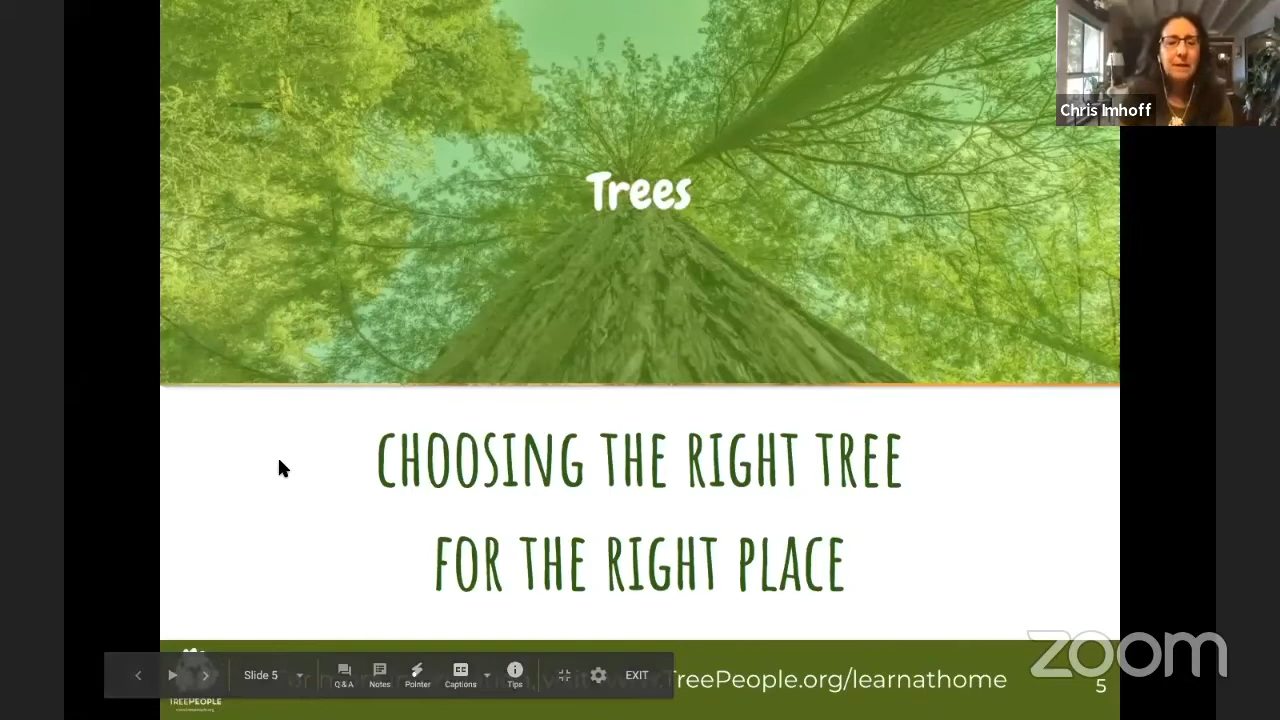 Chris Imhoff
Trees
CHOOSING THE RIGHT TREE
FOR THE RIGHT PLACE
zoom
Slide 5
Q&A
Notes
Pointer
Captions
Tips
EXIT
TreePeople.org/learnathome
5
TREEPEOPLE